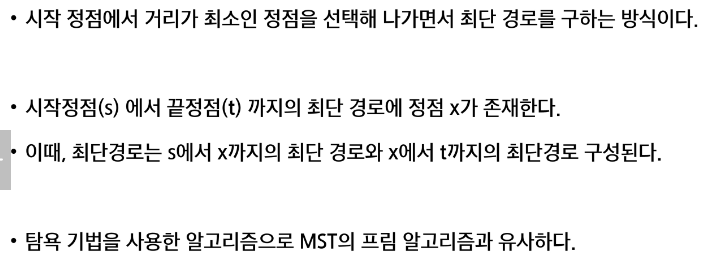 • 시작 정점에서 거리가 최소인 정점을 선택해 나가면서 최단 경로를 구하는 방식이다.
• 시작정점(s) 에서 끝정점(t) 까지의 최단 경로에 정점 x가 존재한다.
• 이때, 최단경로는 s에서 x까지의 최단 경로와 x에서 t까지의 최단경로 구성된다.
• 탐욕 기법을 사용한 알고리즘으로 MST의 프림 알고리즘과 유사하다.